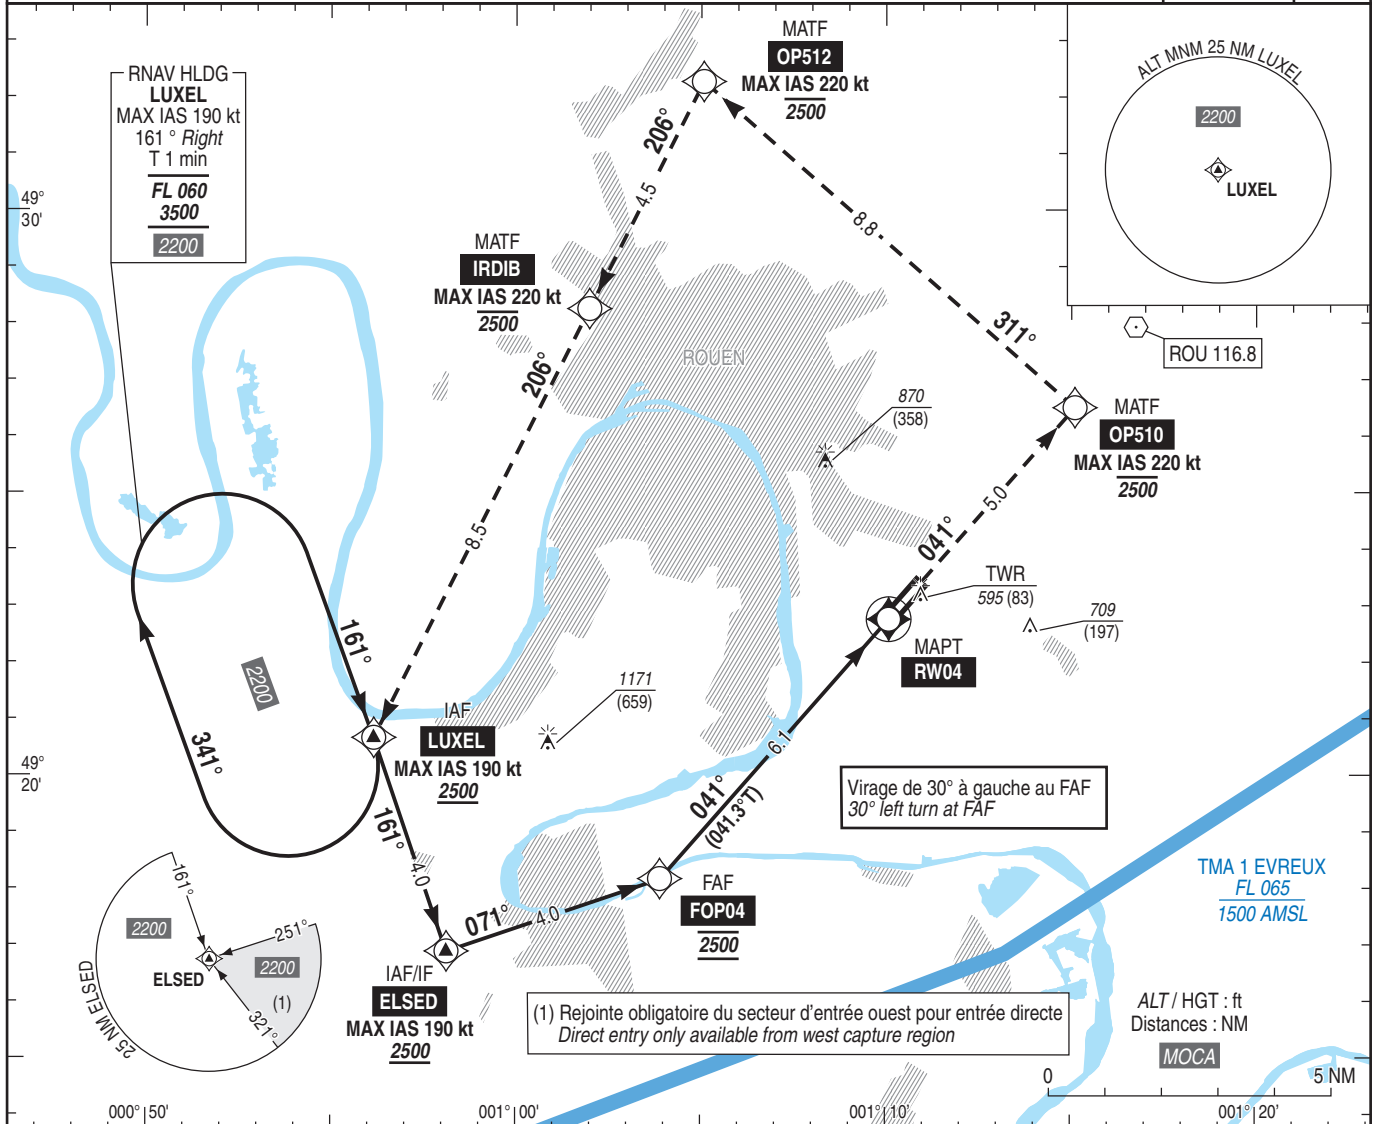 MATF
OP512
MAX IAS 220 kt
2500
RNAV HLDG
LUXEL
MAX IAS 190 kt
161 ° Right
T 1 min
FL 060
3500
2200
ALT MNM 25 NM LUXEL
2200
LUXEL
49°
30'
206°
4.5
8.8
MATF
IRDIB
MAX IAS 220 kt
2500
311°
ROU 116.8
ROUEN
206°
870
(358)
MATF
OP510
MAX IAS 220 kt
2500
8.5
5.0
041°
TWR
595 (83)
709
(197)
161°
MAPT
RW04
2200
1171
(659)
IAF
LUXEL
MAX IAS 190 kt
2500
341°
6.1
49°
20'
041°
(041.3°T)
Virage de 30° à gauche au FAF
30° left turn at FAF
161°
4.0
TMA 1 EVREUX
FL 065
1500 AMSL
161°
2200
251°
2200
ELSED
(1)
321°
25 NM ELSED
071°
4.0
FAF
FOP04
2500
IAF/IF
ELSED
MAX IAS 190 kt
2500
(1) Rejointe obligatoire du secteur d'entrée ouest pour entrée directe
Direct entry only available from west capture region
ALT / HGT : ft
Distances : NM
MOCA
0
5 NM
000° 50'
001° 00'
001° 10'
001° 20'